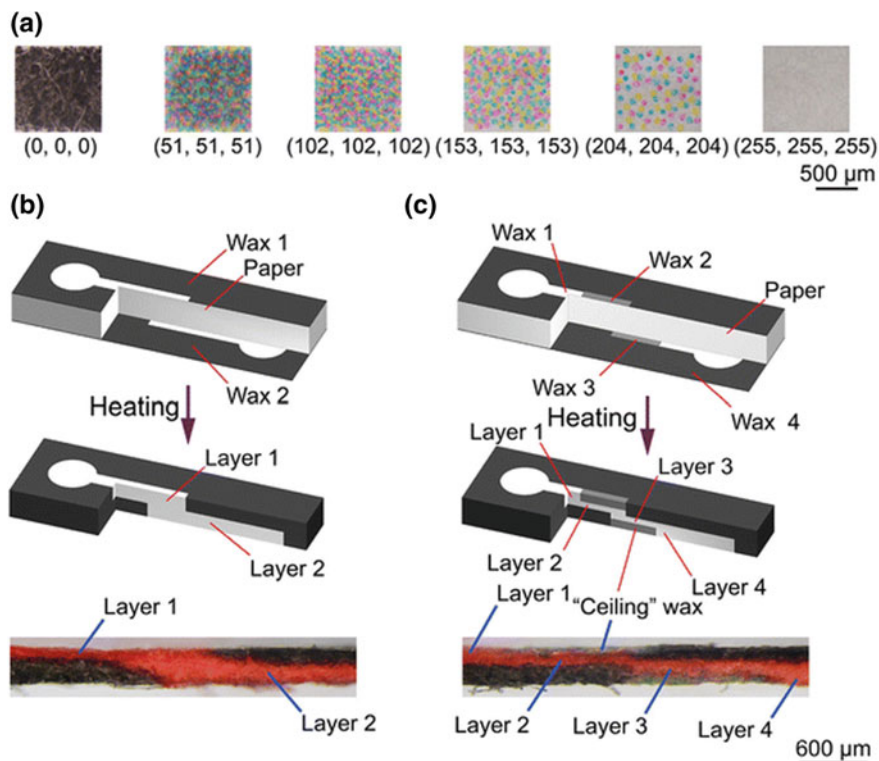 (a)
(0, 0, 0) (51, 51, 51) (102, 102, 102) (153, 153, 153) (204, 204, 204) (255, 255, 255)
500 µm
(b)
Wax 1
Paper
Wax 2
Heating
Layer 1
Layer 2
Layer 1
Layer 2
(c)
Wax 1
Wax 2
Paper
Wax 3
Wax 4
Heating
Layer 1
Layer 3
Layer 2
Layer 4
Layer 1 "Ceiling" wax
Layer 2 Layer 3 Layer 4
600 µm